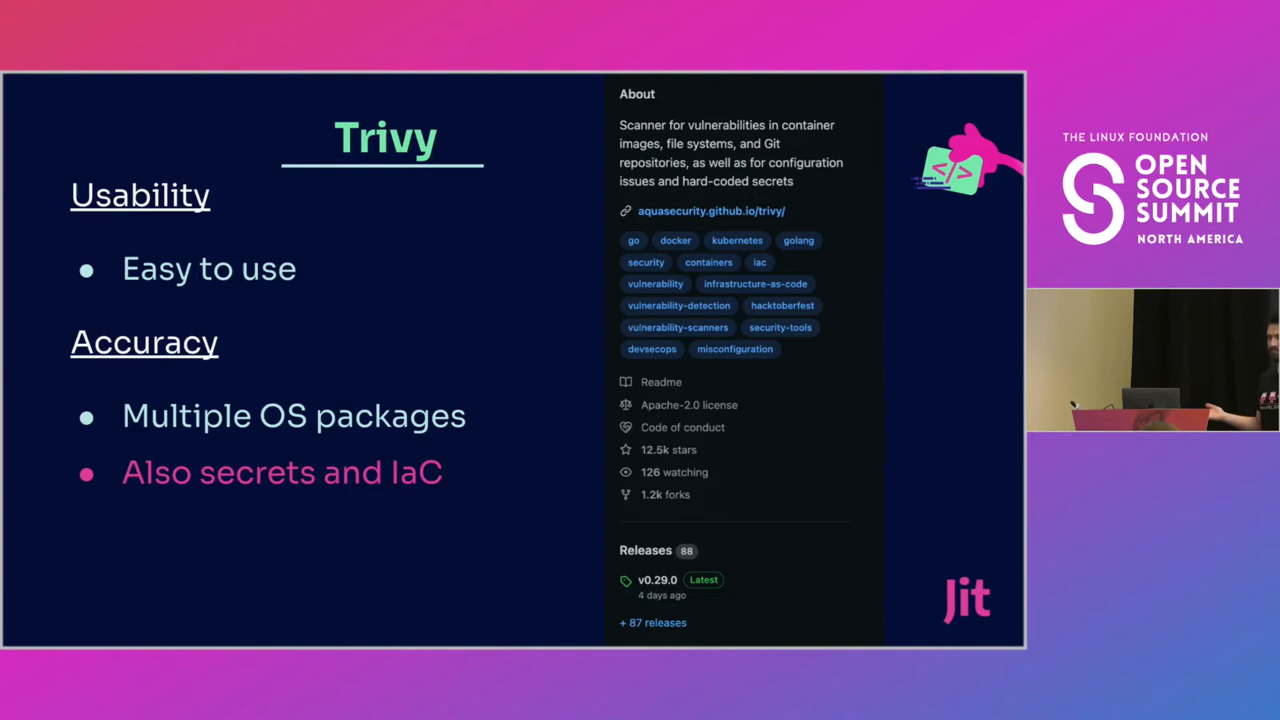 Trivy
Usability
● Easy to use
Accuracy
● Multiple OS packages
● Also secrets and IaC
About
Scanner for vulnerabilities in container
images, file systems, and Git
repositories, as well as for configuration
issues and hard-coded secrets
aquasecurity.github.io/trivy/
go docker kubernetes golang
security containers iac
vulnerability infrastructure-as-code
vulnerability-detection hacktoberfest
vulnerability-scanners security-tools
devsecops misconfiguration
Readme
Apache-2.0 license
Code of conduct
12.5k stars
126 watching
1.2k forks
Releases 88
v0.29.0 Latest
4 days ago
+ 87 releases
</>
Jit
THE LINUX FOUNDATION
OPEN
SOURCE
SUMMIT
NORTH AMERICA